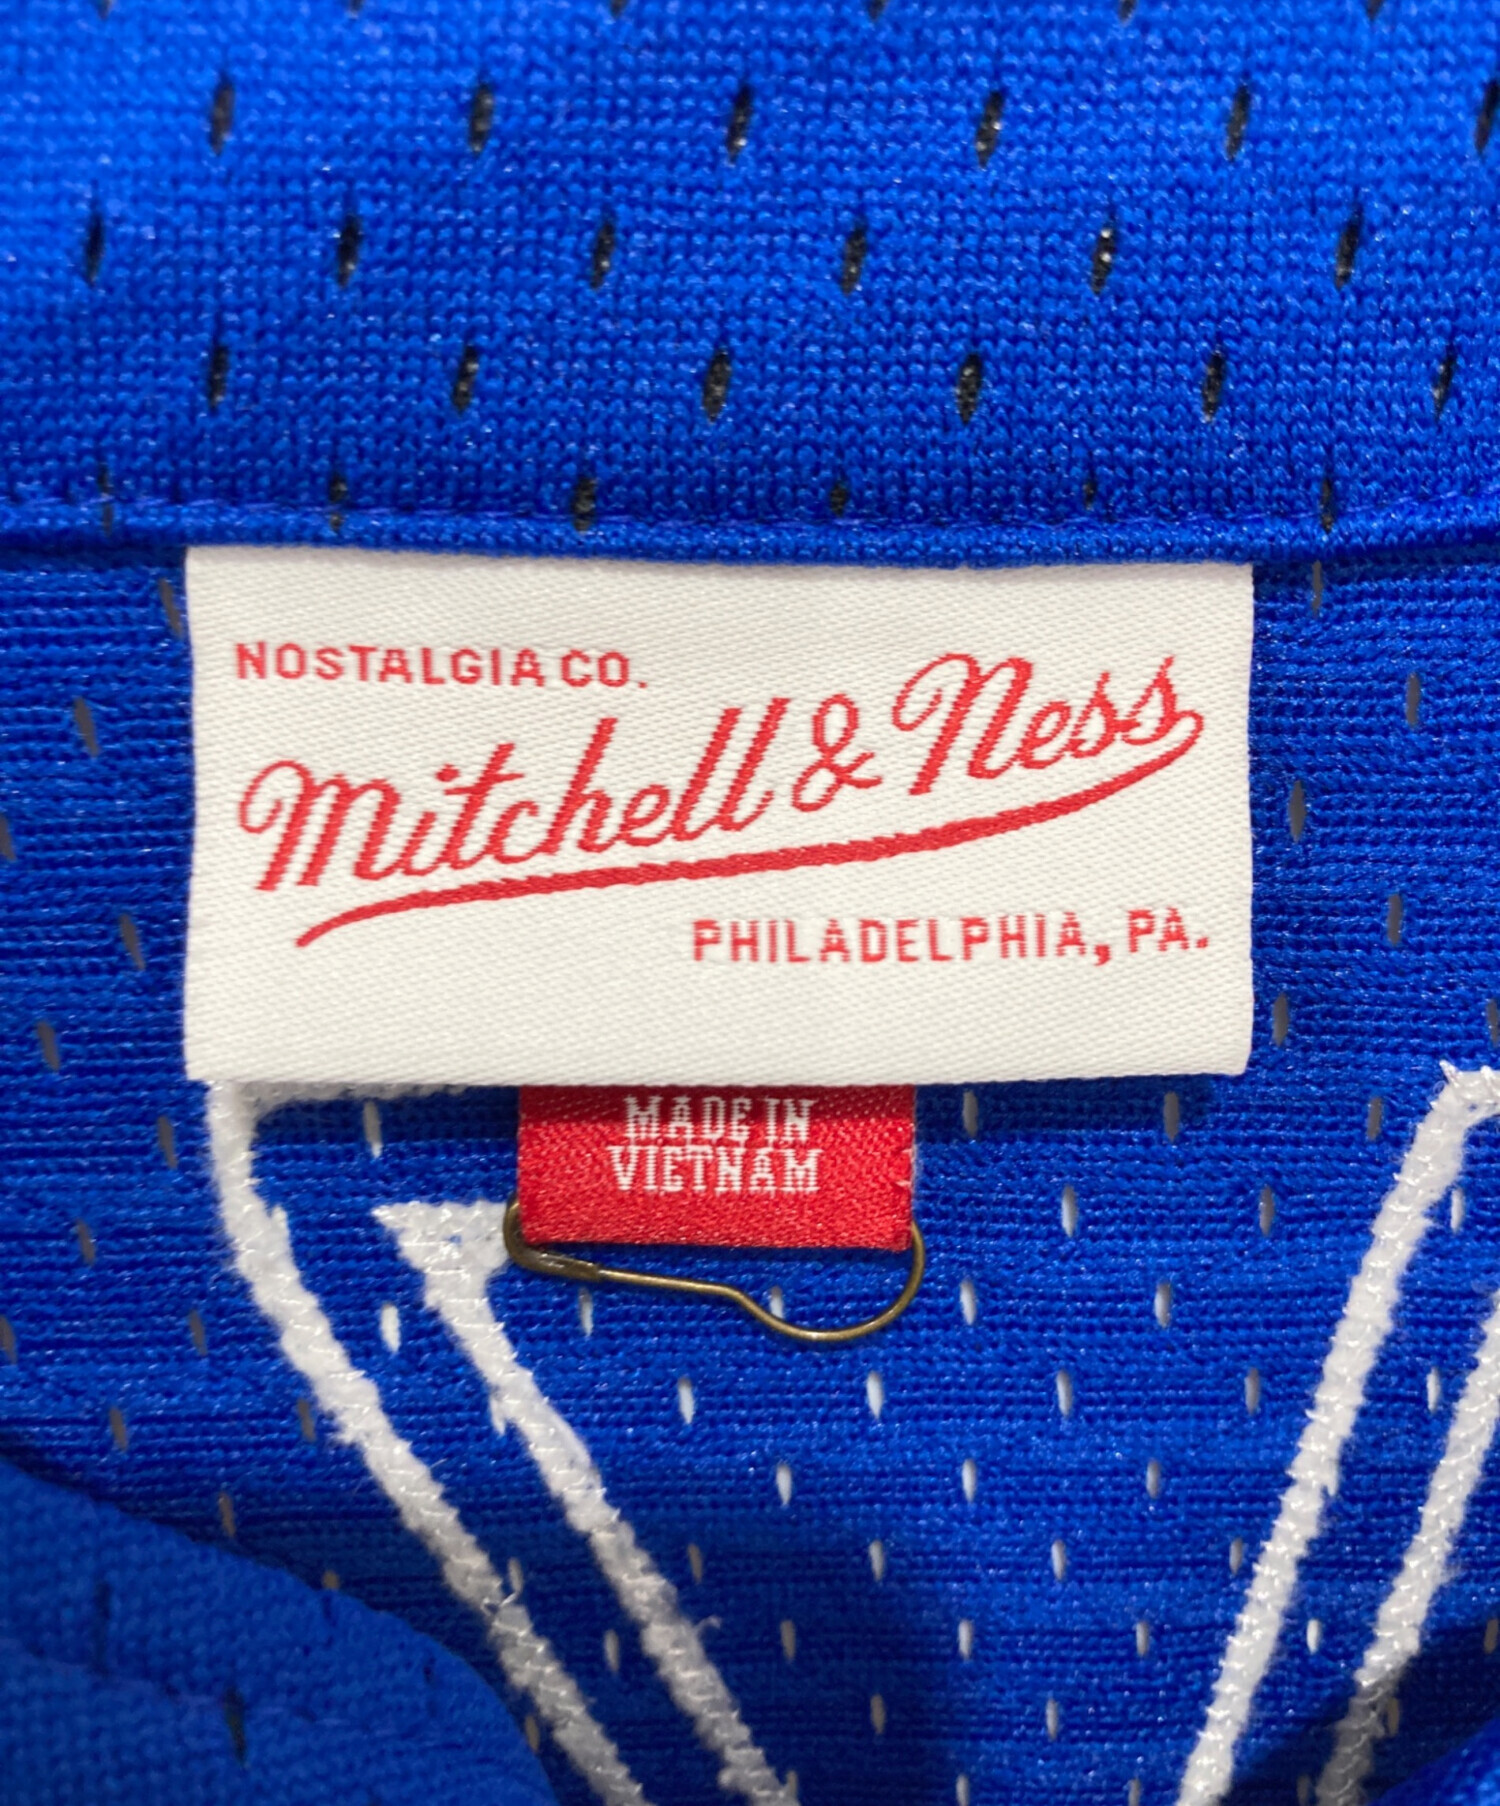 NOSTALGIA CO.
Mitchell & Ness
PHILADELPHIA, PA.
MADE IN
VIETNAM